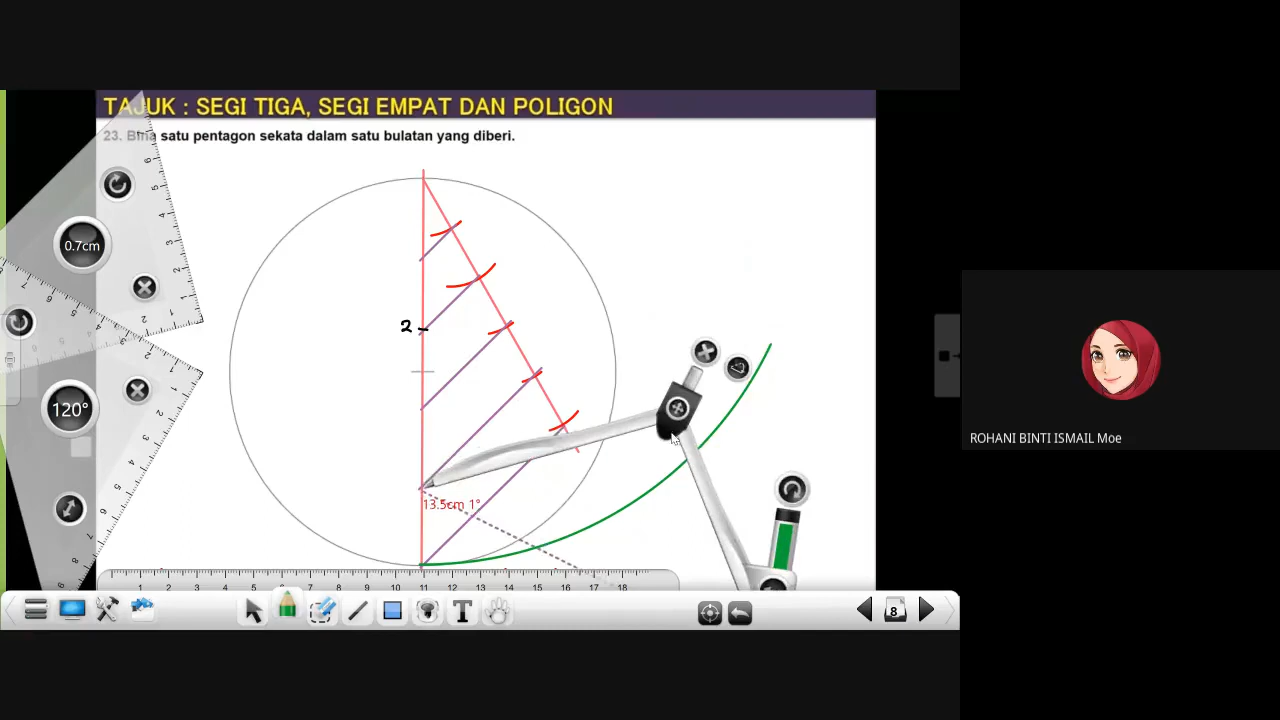 TAJUK : SEGI TIGA, SEGI EMPAT DAN POLIGON
23. Bina satu pentagon sekata dalam satu bulatan yang diberi.
0.7cm
2
120°
13.5cm 1°
ROHANI BINTI ISMAIL Moe
1 2 3 4 5 6 7 8 9 10 11 12 13 14 15 16 17 18
T
8